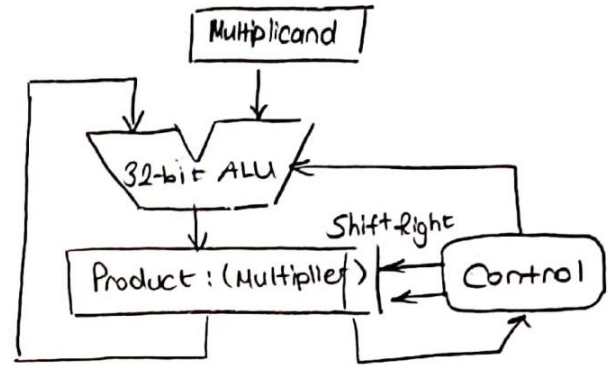 Multiplicand
32-bit ALU
Shift Right
Product : (Multiplier)
Control